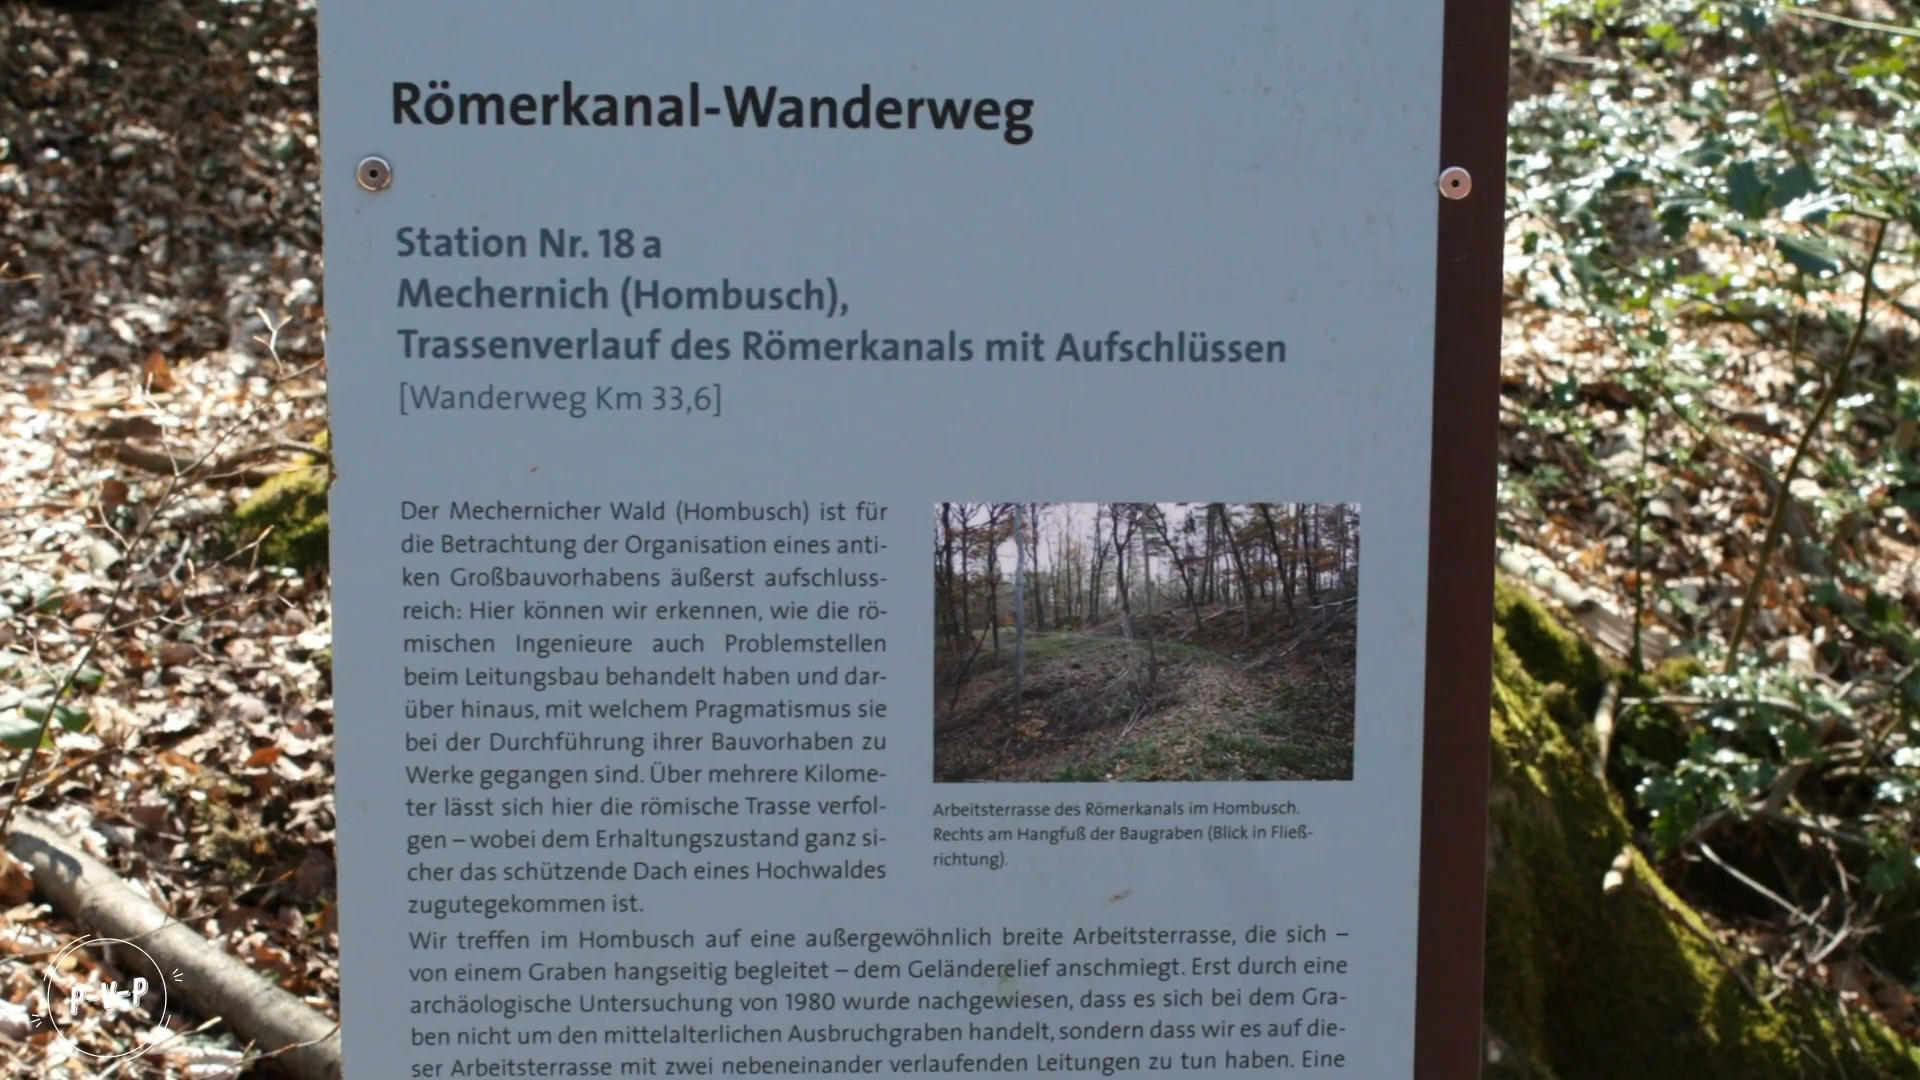 Römerkanal-Wanderweg
Station Nr. 18 a
Mechernich (Hombusch),
Trassenverlauf des Römerkanals mit Aufschlüssen
[Wanderweg Km 33,6]
Der Mechernicher Wald (Hombusch) ist für
die Betrachtung der Organisation eines anti-
ken Großbauvorhabens äußerst aufschluss-
reich: Hier können wir erkennen, wie die rö-
mischen Ingenieure auch Problemstellen
beim Leitungsbau behandelt haben und dar-
über hinaus, mit welchem Pragmatismus sie
bei der Durchführung ihrer Bauvorhaben zu
Werke gegangen sind. Über mehrere Kilome-
ter lässt sich hier die römische Trasse verfol-
gen – wobei dem Erhaltungszustand ganz si-
cher das schützende Dach eines Hochwaldes
zugutegekommen ist.
Arbeitsterrasse des Römerkanals im Hombusch.
Rechts am Hangfuß der Baugraben (Blick in Fließ-
richtung).
Wir treffen im Hombusch auf eine außergewöhnlich breite Arbeitsterrasse, die sich –
von einem Graben hangseitig begleitet – dem Geländerelief anschmiegt. Erst durch eine
archäologische Untersuchung von 1980 wurde nachgewiesen, dass es sich bei dem Gra-
ben nicht um den mittelalterlichen Ausbruchgraben handelt, sondern dass wir es auf die-
ser Arbeitsterrasse mit zwei nebeneinander verlaufenden Leitungen zu tun haben. Eine
P-V-P